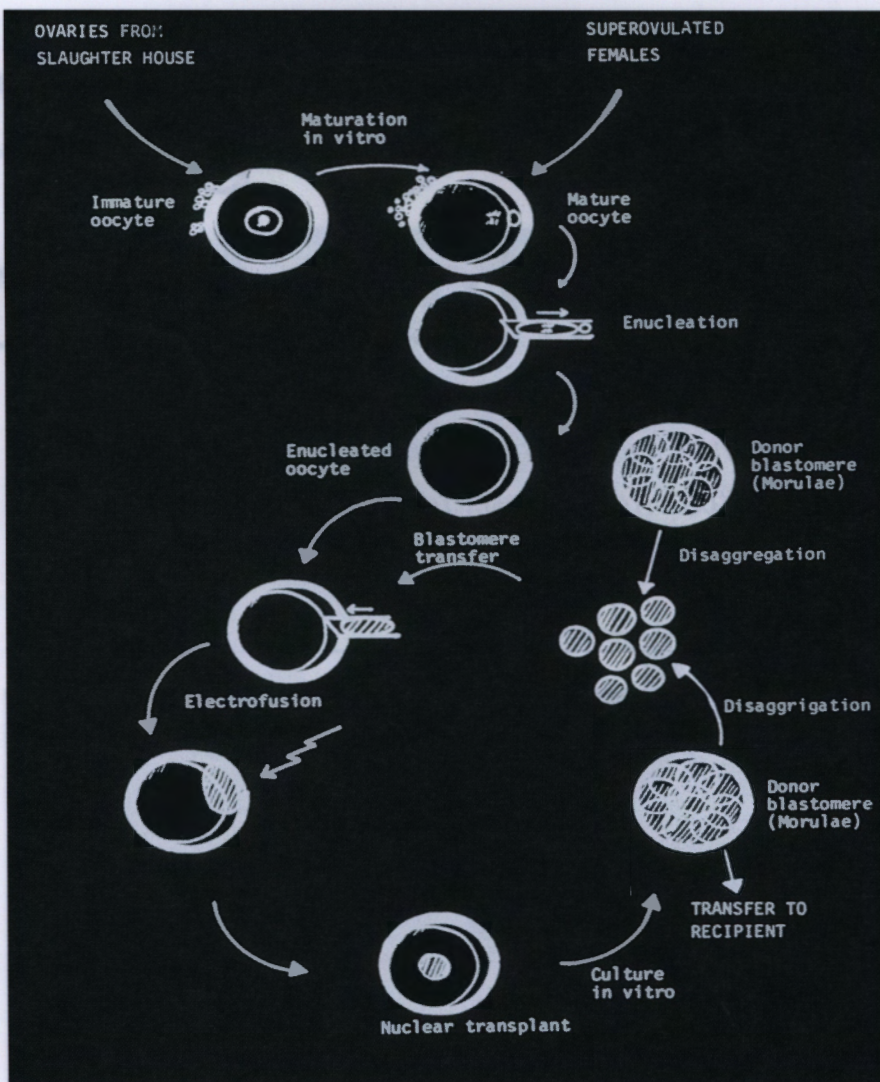 OVARIES FROM
SLAUGHTER HOUSE
SUPEROVULATED
FEMALES
Maturation
in vitro
Immature
oocyte
Mature
oocyte
Enucleation
Enucleated
oocyte
Donor
blastomere
(Morulae)
Blastomere
transfer
Disaggregation
Electrofusion
Disaggrigation
Donor
blastomere
(Morulae)
TRANSFER TO
RECIPIENT
Culture
in vitro
Nuclear transplant